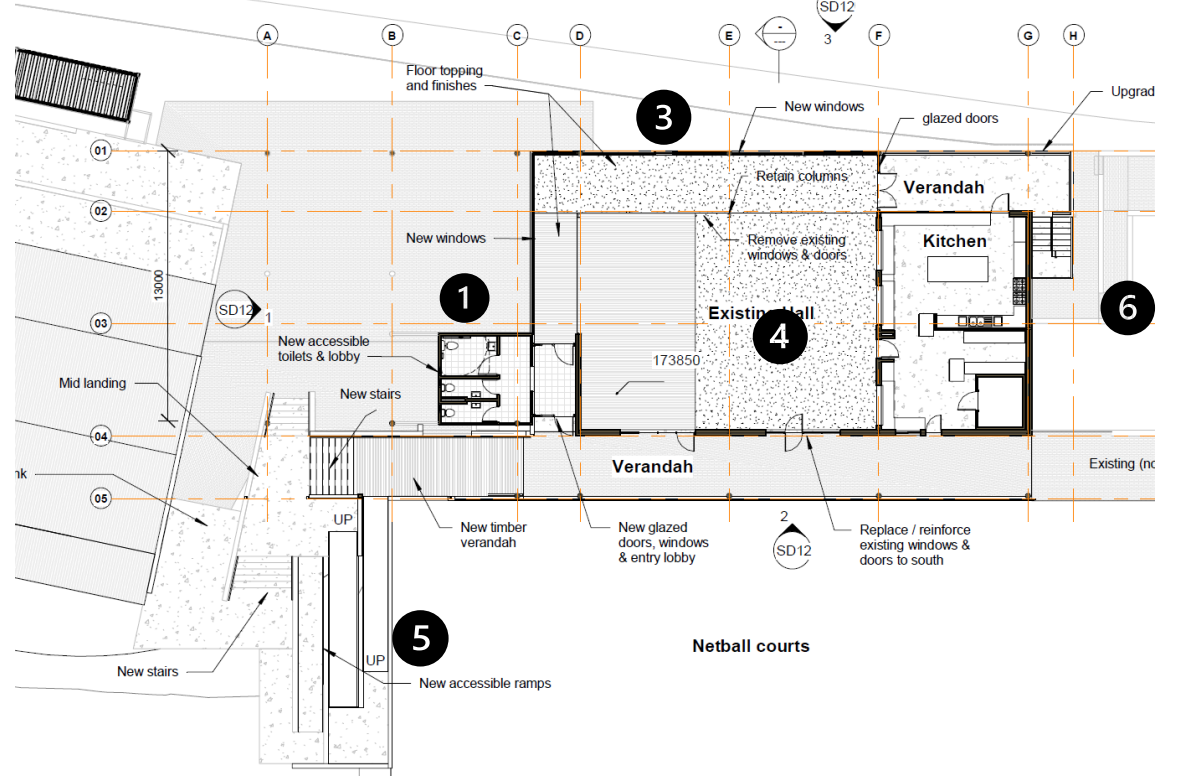 SD12
3
A
B
C
D
E
-
---
F
G
H
Floor topping
and finishes
3
New windows
glazed doors
Upgrad
01
Retain columns
Verandah
02
New windows
Remove existing
windows & doors
Kitchen
13000
1
SD12
1
6
03
Existing Hall
4
New accessible
toilets & lobby
173850
Mid landing
New stairs
04
Verandah
Existing (no
nk
05
UP
New timber
verandah
New glazed
doors, windows
& entry lobby
2
SD12
Replace / reinforce
existing windows &
doors to south
5
Netball courts
UP
New stairs
New accessible ramps